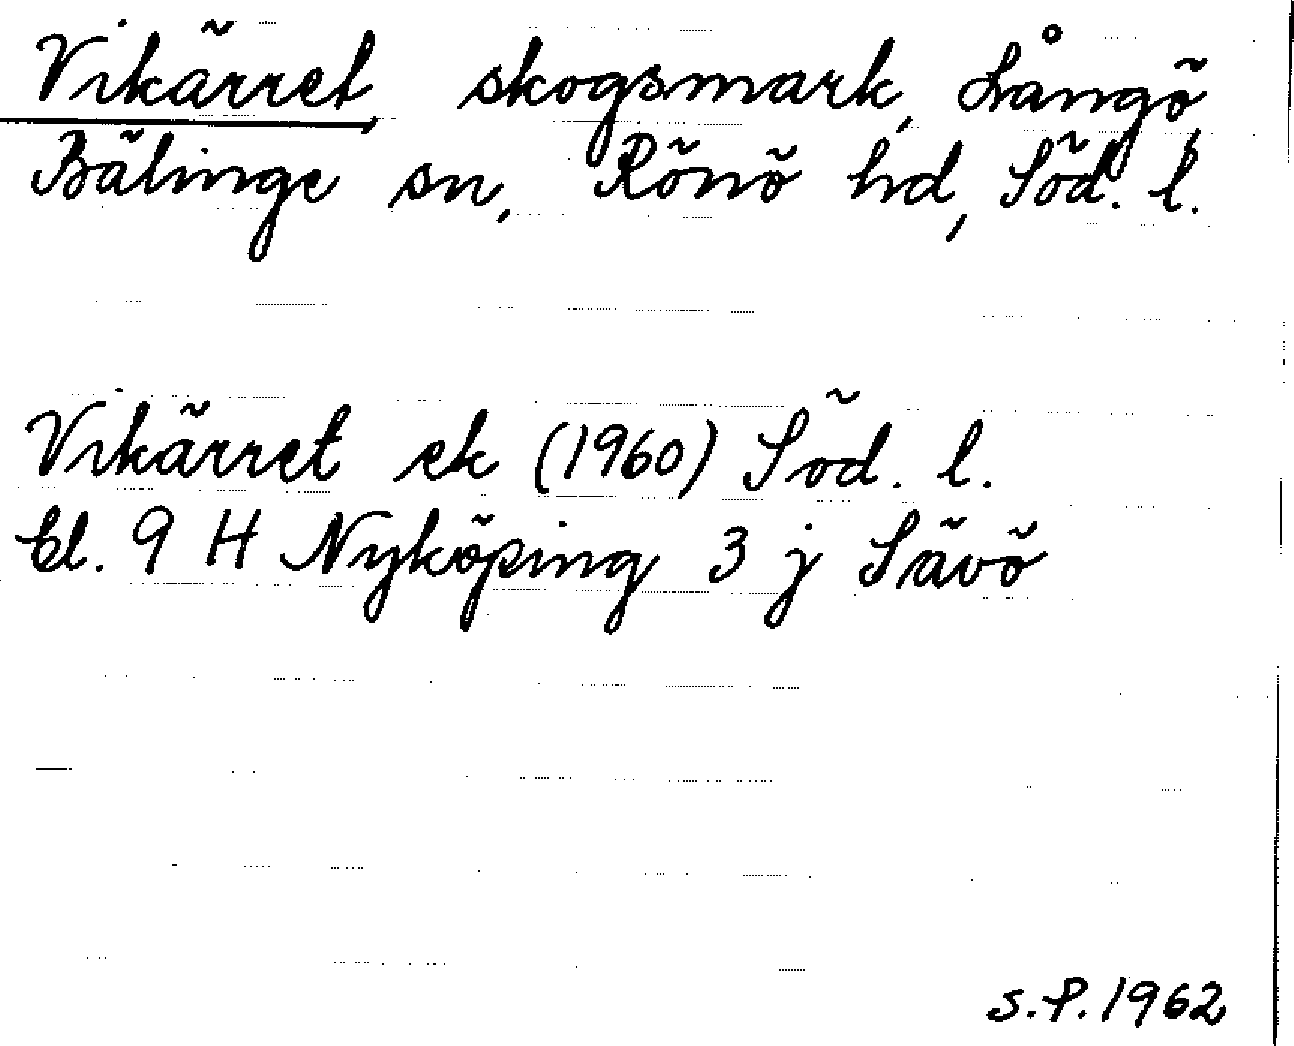 Vikärret skogsmark, Långö,
Bälinge sn, Rönö hd, Söd. l.
Vikärret ek (1960) Söd. l.
bl. 9 H Nyköping 3 j Sävö
S.P. 1962